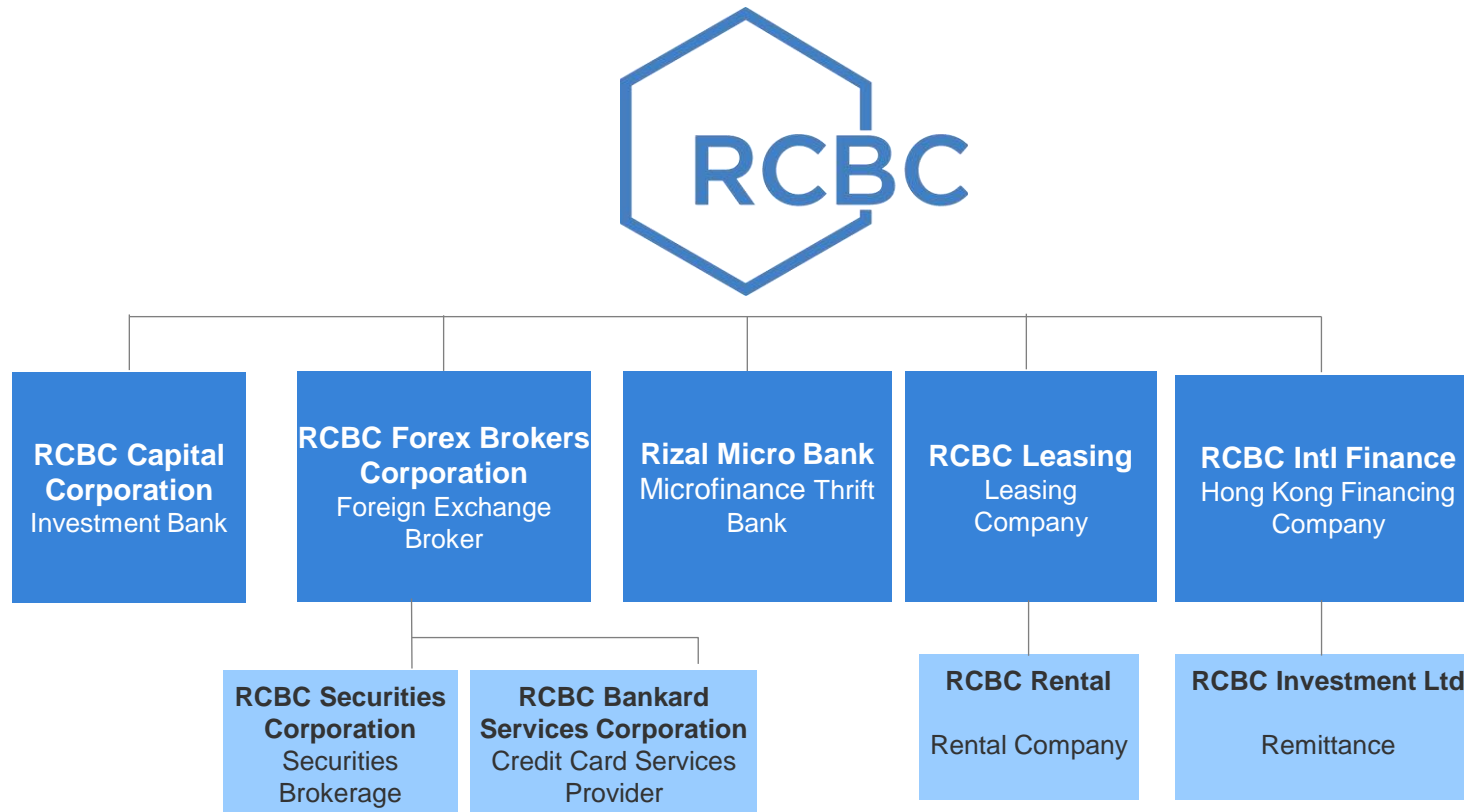 RCBC
RCBC Capital
Corporation
Investment Bank
RCBC Forex Brokers
Corporation
Foreign Exchange
Broker
Rizal Micro Bank
Microfinance Thrift
Bank
RCBC Leasing
Leasing
Company
RCBC Intl Finance
Hong Kong Financing
Company
RCBC Securities
Corporation
Securities
Brokerage
RCBC Bankard
Services Corporation
Credit Card Services
Provider
RCBC Rental
Rental Company
RCBC Investment Ltd
Remittance